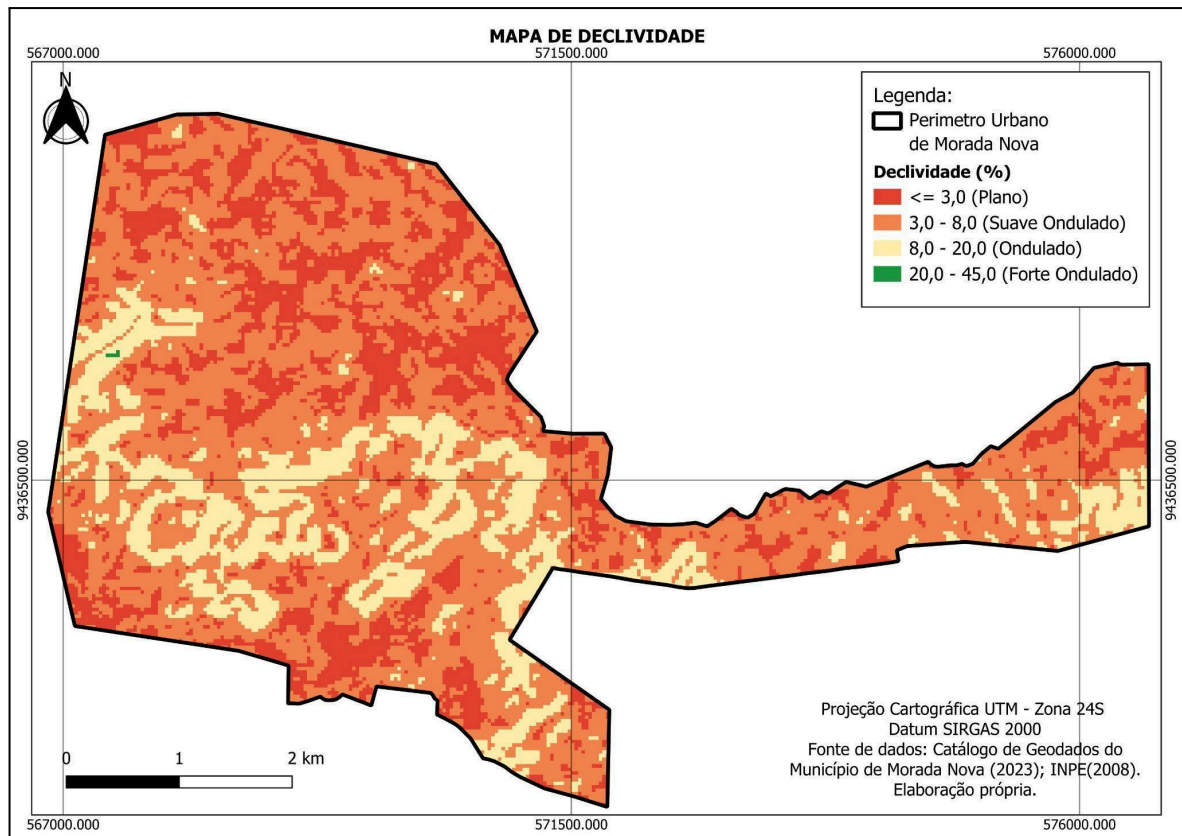 MAPA DE DECLIVIDADE
567000.000
571500.000
576000.000
N
Legenda:
Perimetro Urbano
de Morada Nova
Declividade (%)
<= 3,0 (Plano)
3,0 - 8,0 (Suave Ondulado)
8,0 - 20,0 (Ondulado)
20,0 - 45,0 (Forte Ondulado)
9436500.000
9436500.000
0 1 2 km
Projeção Cartográfica UTM - Zona 24S
Datum SIRGAS 2000
Fonte de dados: Catálogo de Geodados do
Município de Morada Nova (2023); INPE(2008).
Elaboração própria.
567000.000
571500.000
576000.000